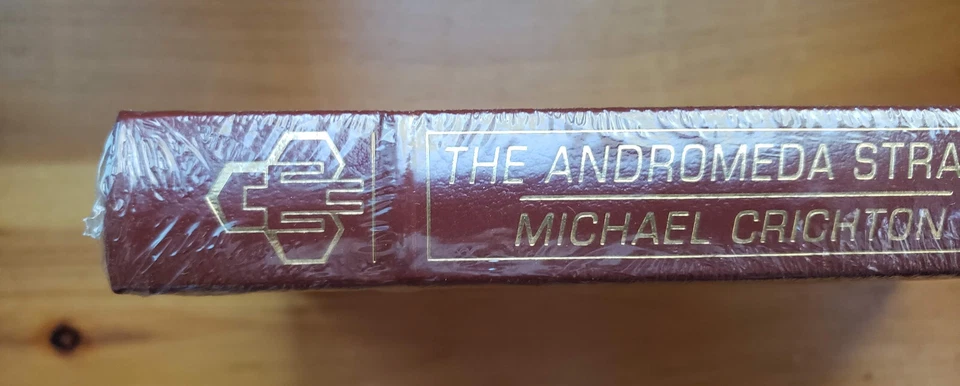 THE ANDROMEDA STRA
MICHAEL CRICHTON